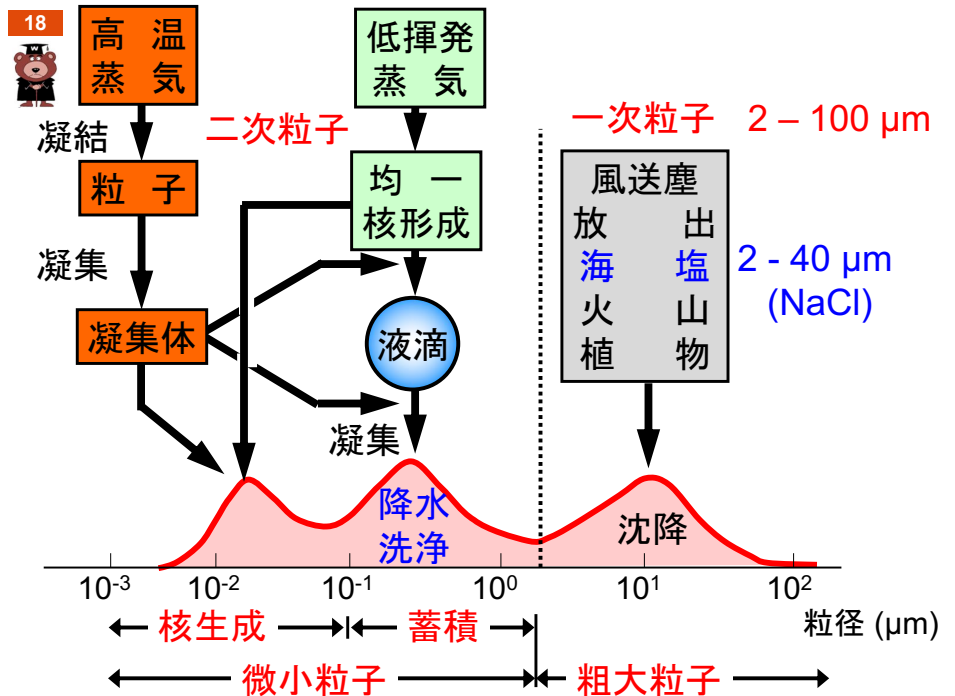 18
W
高 温
蒸 気
凝結
粒 子
凝集
凝集体
二次粒子
低揮発
蒸 気
均 一
核形成
液滴
凝集
一次粒子 2 – 100 µm
風送塵
放 出
海 塩
火 山
植 物
2 - 40 µm
(NaCl)
降水
洗浄
沈降
10-3 10-2 10-1 10⁰ 10¹ 10²
粒径 (µm)
核生成 蓄積
微小粒子 粗大粒子